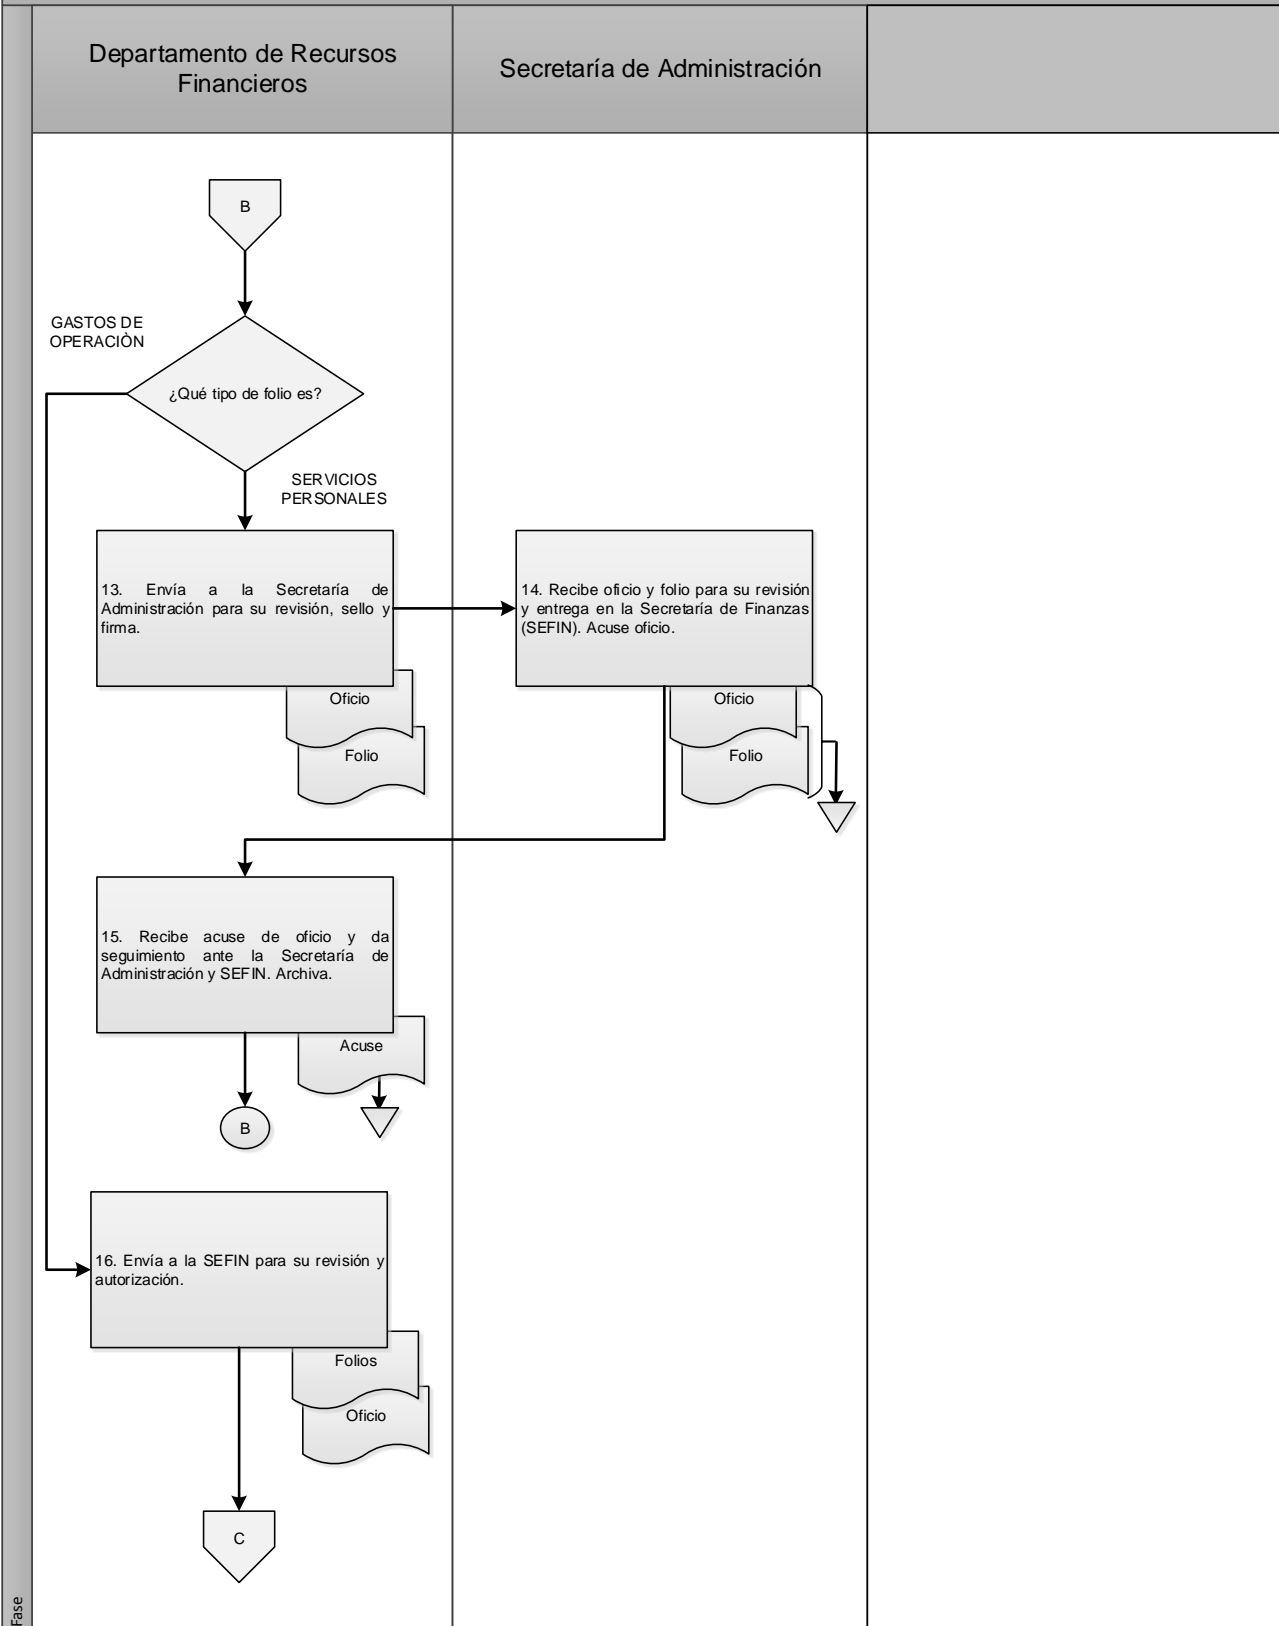 Departamento de Recursos
Financieros
Secretaría de Administración
B
GASTOS DE
OPERACIÒN
¿Qué tipo de folio es?
SERVICIOS
PERSONALES
13. Envía a la Secretaría de
Administración para su revisión, sello y
firma.
Oficio
Folio
14. Recibe oficio y folio para su revisión
y entrega en la Secretaría de Finanzas
(SEFIN). Acuse oficio.
Oficio
Folio
15. Recibe acuse de oficio y da
seguimiento ante la Secretaría de
Administración y SEFIN. Archiva.
Acuse
B
16. Envía a la SEFIN para su revisión y
autorización.
Folios
Oficio
C
Fase